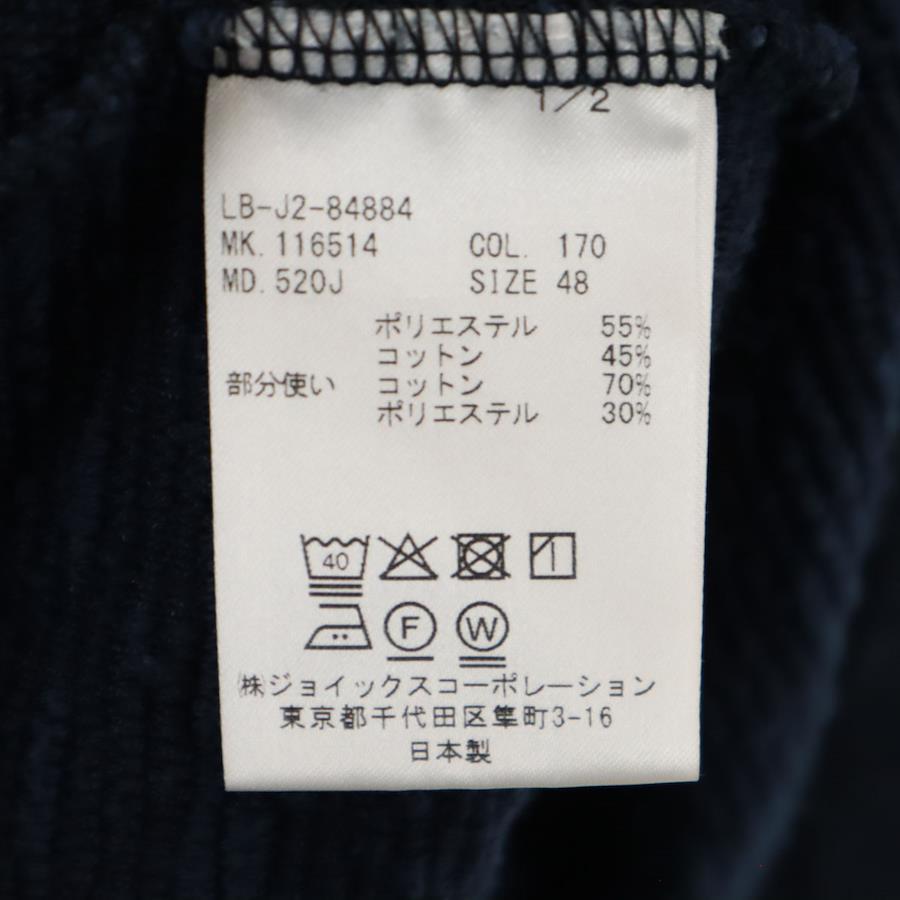 1/2
LB-J2-84884
MK. 116514 COL. 170
MD. 520J SIZE 48
ポリエステル 55%
コットン 45%
部分使い コットン 70%
ポリエステル 30%
40
F W
㈱ジョイックスコーポレーション
東京都千代田区隼町3-16
日本製